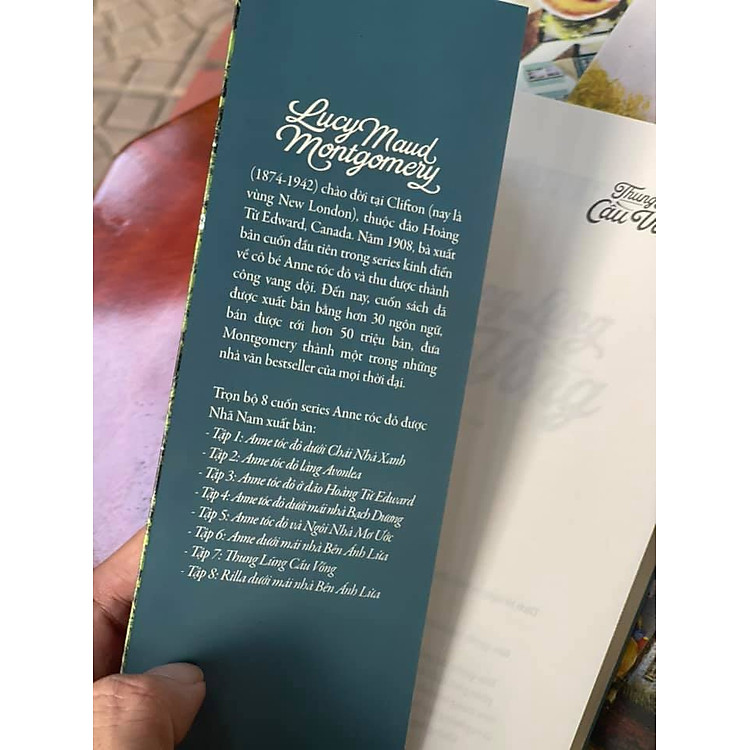 Lucy Maud
Montgomery
(1874-1942) chào đời tại Clifton (nay là
vùng New London), thuộc đảo Hoàng
Tử Edward, Canada. Năm 1908, bà xuất
bản cuốn đầu tiên trong series kinh điển
về cô bé Anne tóc đỏ và thu được thành
công vang dội. Đến nay, cuốn sách đã
được xuất bản bằng hơn 30 ngôn ngữ,
bán được tới hơn 50 triệu bản, đưa
Montgomery thành một trong những
nhà văn bestseller của mọi thời đại.
Trọn bộ 8 cuốn series Anne tóc đỏ được
Nhã Nam xuất bản:
- Tập 1: Anne tóc đỏ dưới Chái Nhà Xanh
- Tập 2: Anne tóc đỏ làng Avonlea
- Tập 3: Anne tóc đỏ ở đảo Hoàng Tử Edward
- Tập 4: Anne tóc đỏ dưới mái nhà Bạch Dương
- Tập 5: Anne tóc đỏ và Ngôi Nhà Mơ Ước
- Tập 6: Anne dưới mái nhà Bên Ánh Lửa
- Tập 7: Thung Lũng Cầu Vồng
- Tập 8: Rilla dưới mái nhà Bên Ánh Lửa
Thung
Cầu V